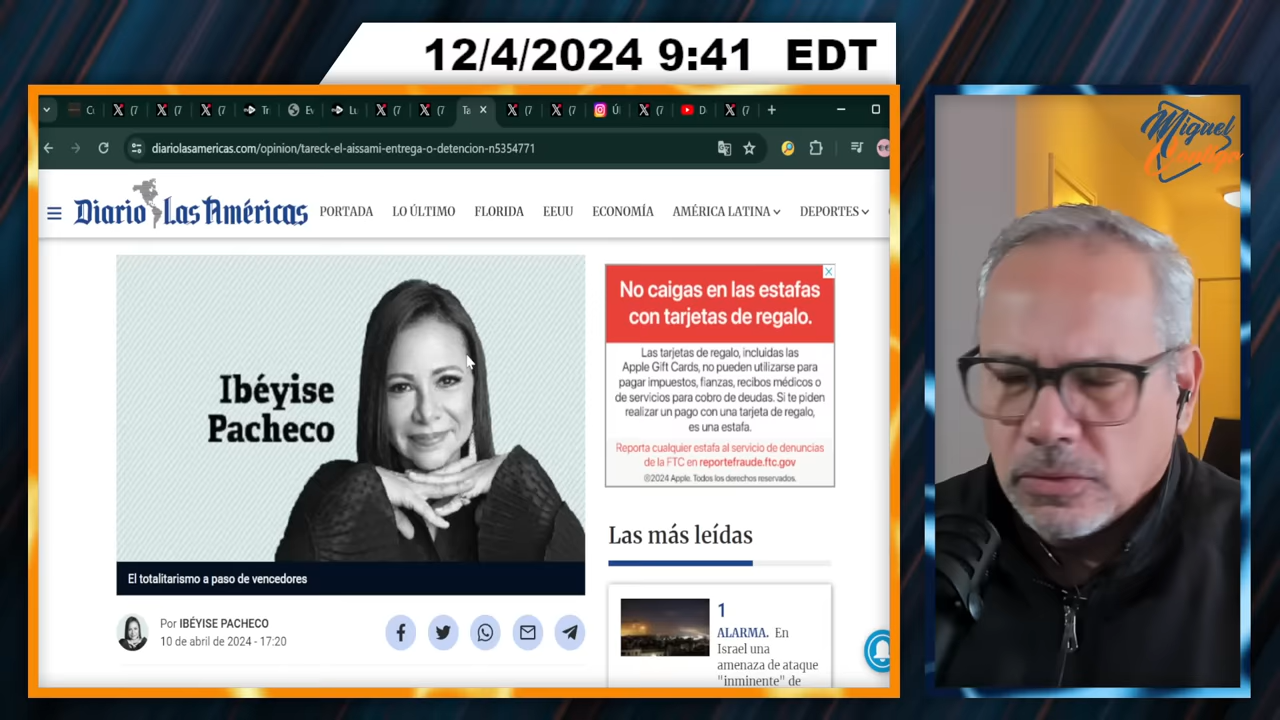 12/4/2024 9:41 EDT
diariolasamericas.com/opinion/tareck-el-aissami-entrega-o-detencion-n5354771
Diario Las Américas
PORTADA LO ÚLTIMO FLORIDA EEUU ECONOMÍA AMÉRICA LATINA DEPORTES
Ibéyise
Pacheco
El totalitarismo a paso de vencedores
Por IBÉYISE PACHECO
10 de abril de 2024 - 17:20
No caigas en las estafas
con tarjetas de regalo.
Las tarjetas de regalo, incluidas las
Apple Gift Cards, no pueden utilizarse para
pagar impuestos, fianzas, recibos médicos o
de servicios para cobro de deudas. Si te piden
realizar un pago con una tarjeta de regalo,
es una estafa.
Reporta cualquier estafa al servicio de denuncias
de la FTC en reportefraude.ftc.gov
©2024 Apple. Todos los derechos reservados.
Las más leídas
1
ALARMA. En
Israel una
amenaza de ataque
"inminente" de
Miguel